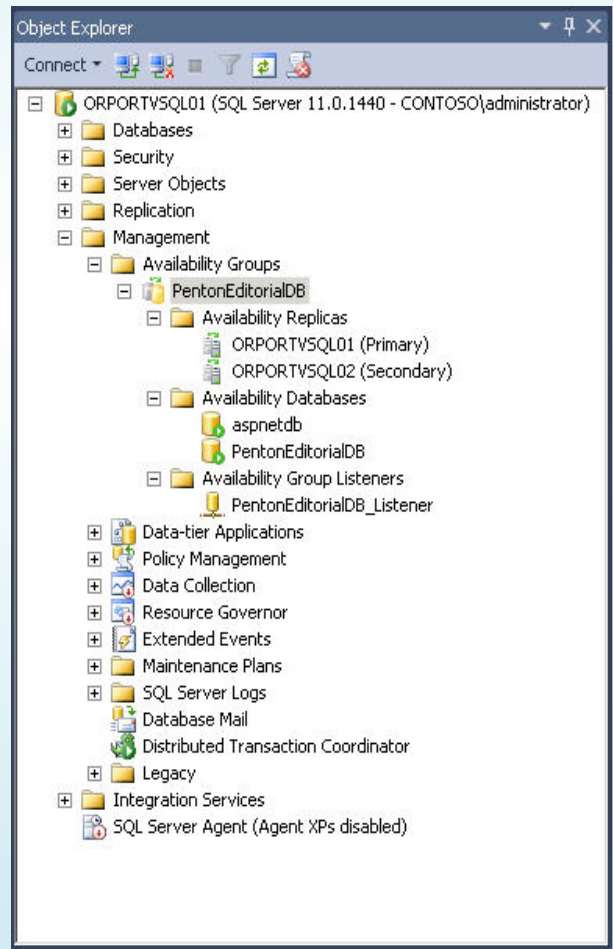 Object Explorer
Connect
ORPORTVSQL01 (SQL Server 11.0.1440 - CONTOSO\administrator)
Databases
Security
Server Objects
Replication
Management
Availability Groups
PentonEditorialDB
Availability Replicas
ORPORTVSQL01 (Primary)
ORPORTVSQL02 (Secondary)
Availability Databases
aspnetdb
PentonEditorialDB
Availability Group Listeners
PentonEditorialDB_Listener
Data-tier Applications
Policy Management
Data Collection
Resource Governor
Extended Events
Maintenance Plans
SQL Server Logs
Database Mail
Distributed Transaction Coordinator
Legacy
Integration Services
SQL Server Agent (Agent XPs disabled)